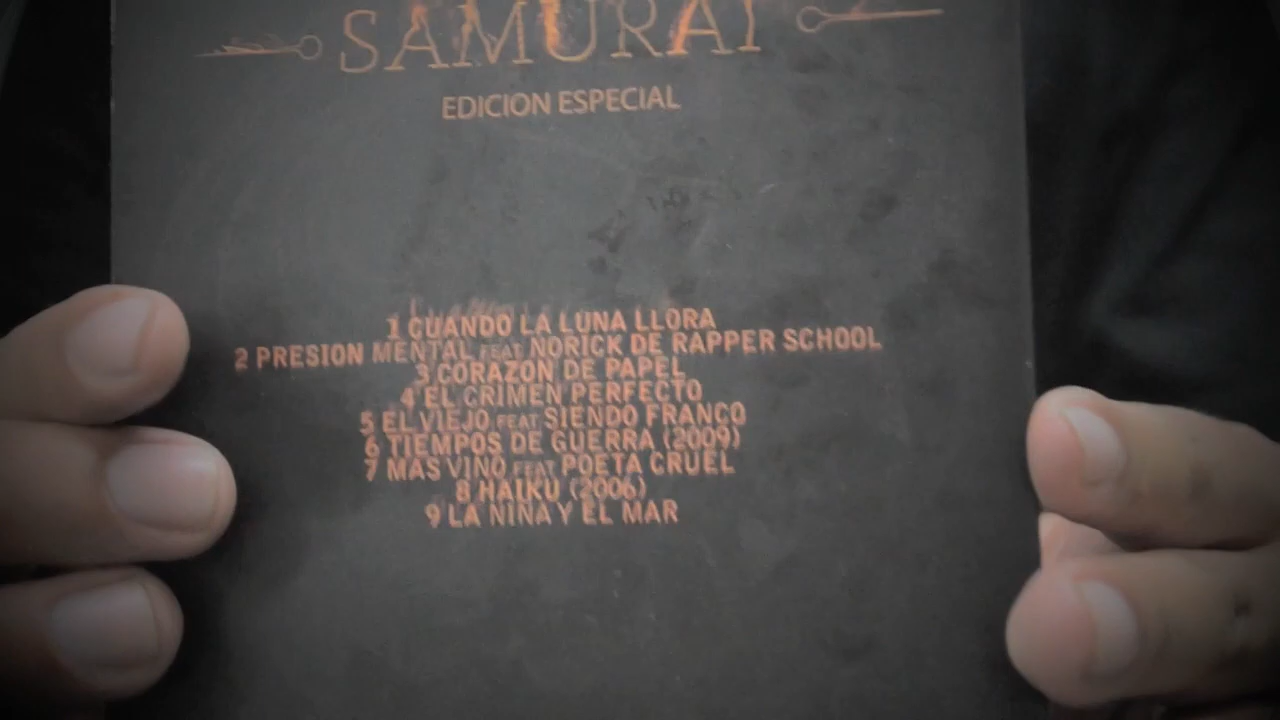 SAMURAI
EDICION ESPECIAL
1 CUANDO LA LUNA LLORA
2 PRESION MENTAL FEAT NORICK DE RAPPER SCHOOL
3 CORAZON DE PAPEL
4 EL CRIMEN PERFECTO
5 EL VIEJO FEAT SIENDO FRANCO
6 TIEMPOS DE GUERRA (2009)
7 MAS VINO FEAT POETA CRUEL
8 HAIKU (2006)
9 LA NIÑA Y EL MAR